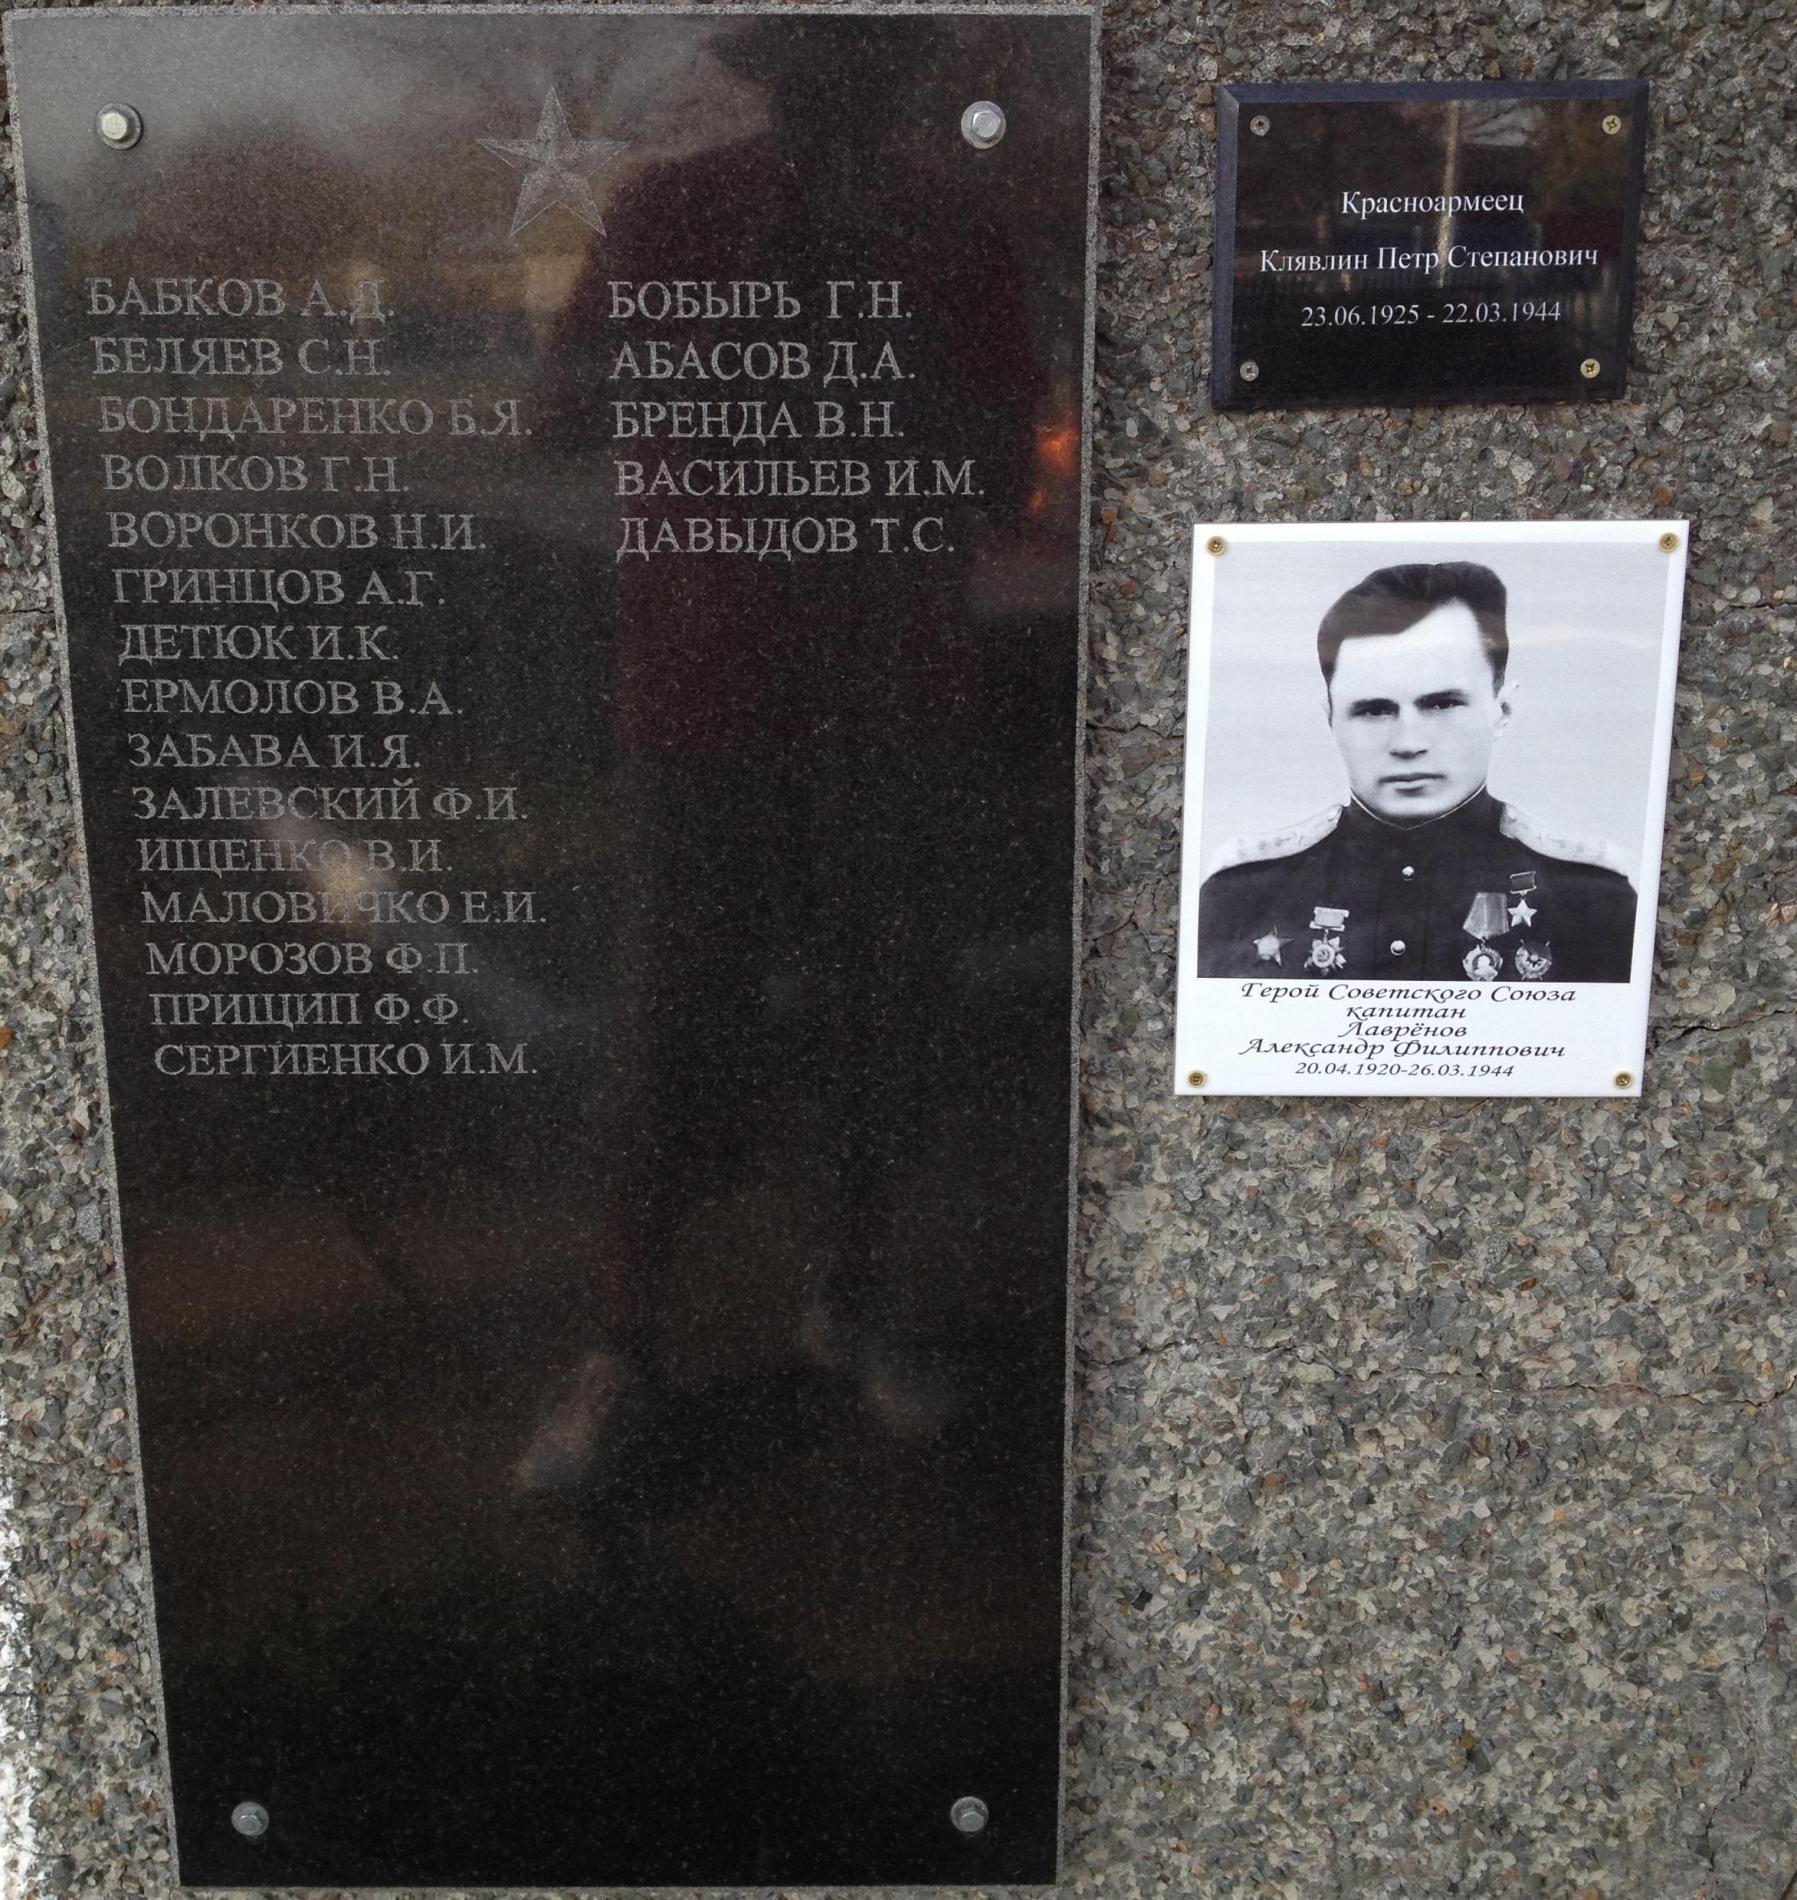 БАБКОВ А.Д.
БЕЛЯЕВ С.Н.
БОНДАРЕНКО Б.Я.
ВОЛКОВ Г.Н.
ВОРОНКОВ Н.И.
ГРИНЦОВ А.Г.
ДЕТЮК И.К.
ЕРМОЛОВ В.А.
ЗАБАВА И.Я.
ЗАЛЕВСКИЙ Ф.И.
ИЩЕНКО В.И.
МАЛОВИЧКО Е.И.
МОРОЗОВ Ф.П.
ПРИЩИП Ф.Ф.
СЕРГИЕНКО И.М.
БОБЫРЬ Г.Н.
АБАСОВ Д.А.
БРЕНДА В.Н.
ВАСИЛЬЕВ И.М.
ДАВЫДОВ Т.С.
Красноармеец
Клявлин Петр Степанович
23.06.1925 - 22.03.1944
Герой Советского Союза
капитан
Лаврёнов
Александр Филиппович
20.04.1920-26.03.1944